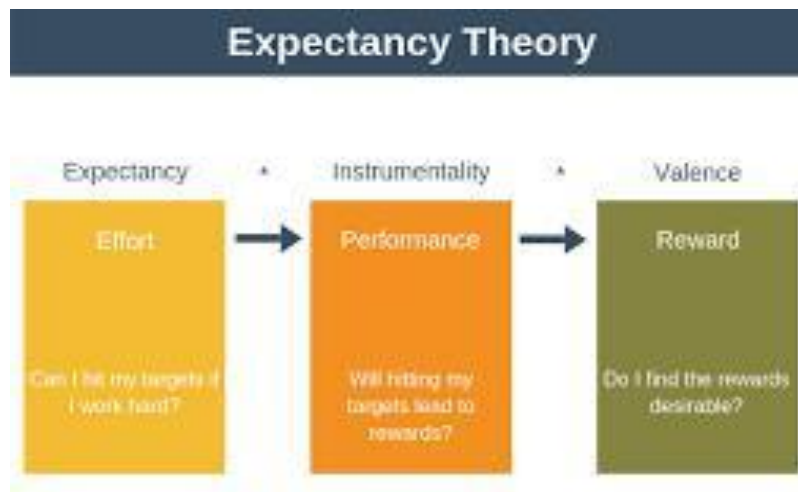 Expectancy Theory
Expectancy * Instrumentality * Valence
Effort
Performance
Reward
Can I hit my targets if
I work hard?
Will hitting my
targets lead to
rewards?
Do I find the rewards
desirable?